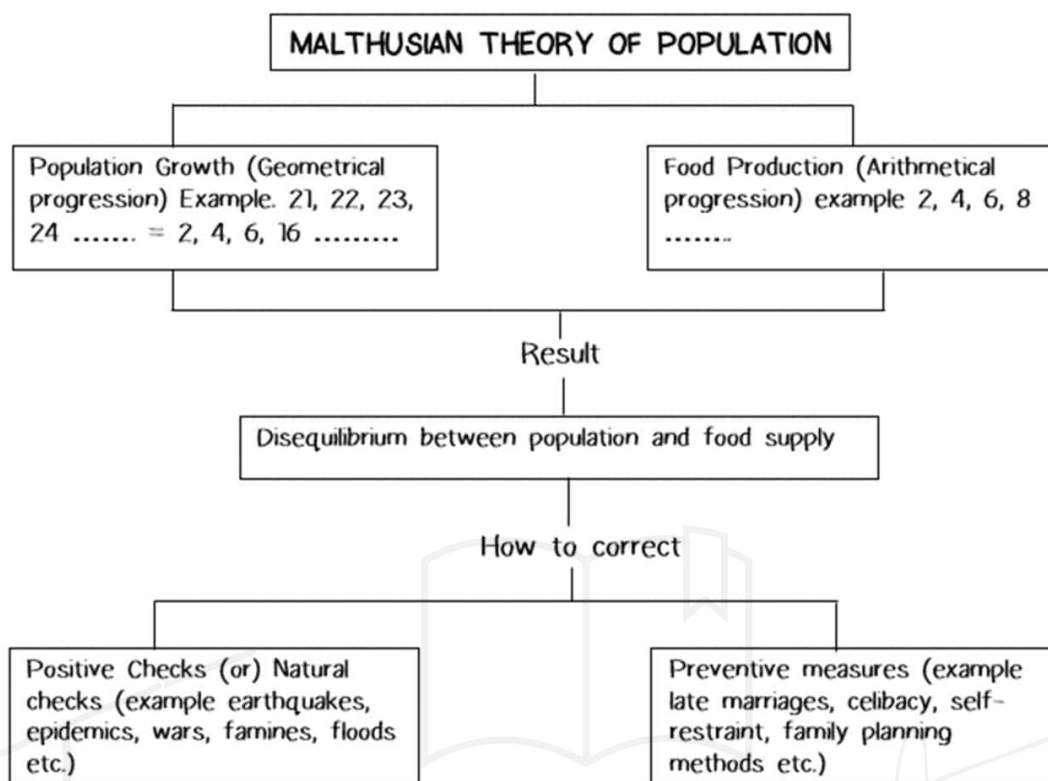 MALTHUSIAN THEORY OF POPULATION
Population Growth (Geometrical
progression) Example. 21, 22, 23,
24 ....... = 2, 4, 6, 16 .........
Food Production (Arithmetical
progression) example 2, 4, 6, 8
........
Result
Disequilibrium between population and food supply
How to correct
Positive Checks (or) Natural
checks (example earthquakes,
epidemics, wars, famines, floods
etc.)
Preventive measures (example
late marriages, celibacy, self-
restraint, family planning
methods etc.)